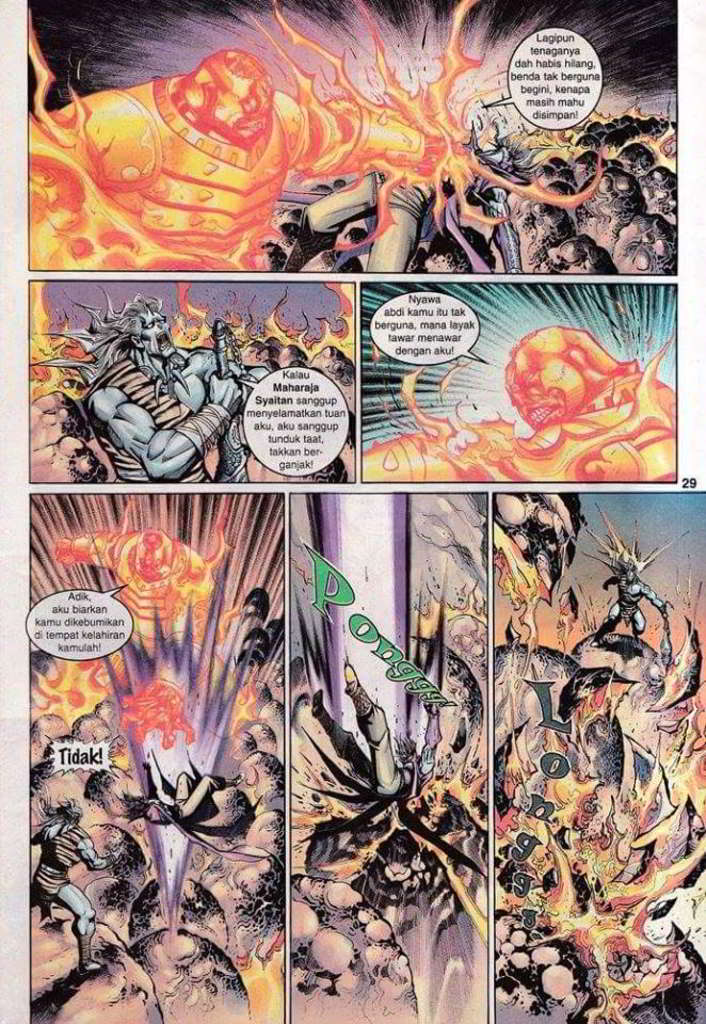 Lagipun
tenaganya
dah habis hilang,
benda tak berguna
begini, kenapa
masih mahu
disimpan!
Kalau
Maharaja
Syaitan sanggup
menyelamatkan tuan
aku, aku sanggup
tunduk taat,
takkan ber-
ganjak!
Nyawa
abdi kamu itu tak
berguna, mana layak
tawar menawar
dengan aku!
29
Adik,
aku biarkan
kamu dikebumikan
di tempat kelahiran
kamulah!
Tidak!